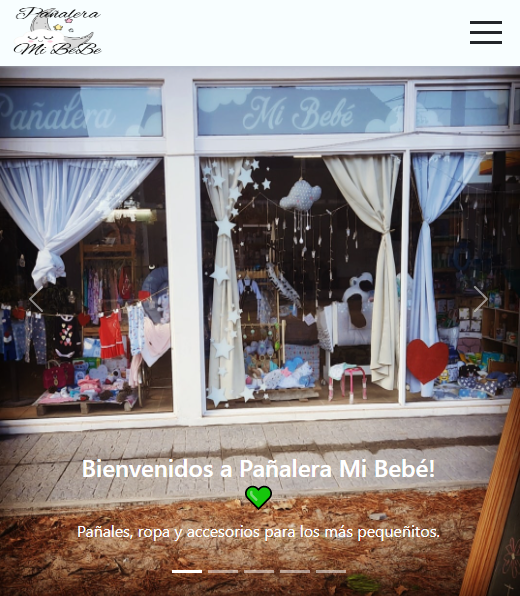 Pañalera
Mi BeBe
Pañalera
Mi Bebé
Bienvenidos a Pañalera Mi Bebé!
Pañales, ropa y accesorios para los más pequeñitos.